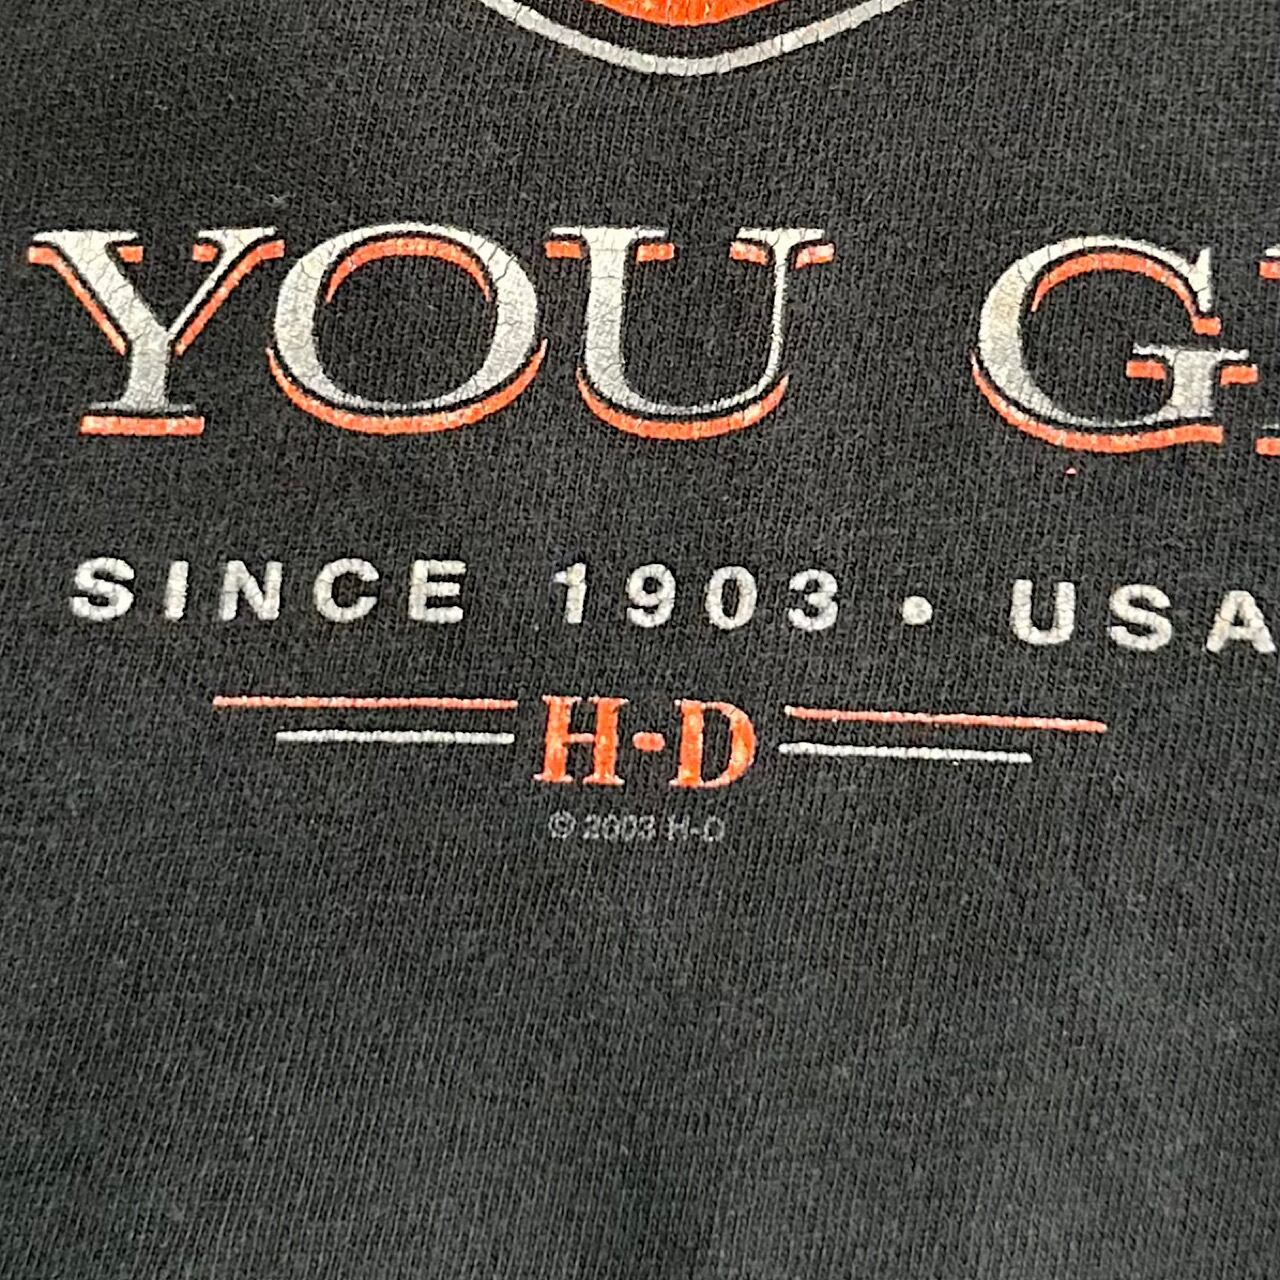 YOU G
SINCE 1903 • USA
H-D
© 2003 H-D